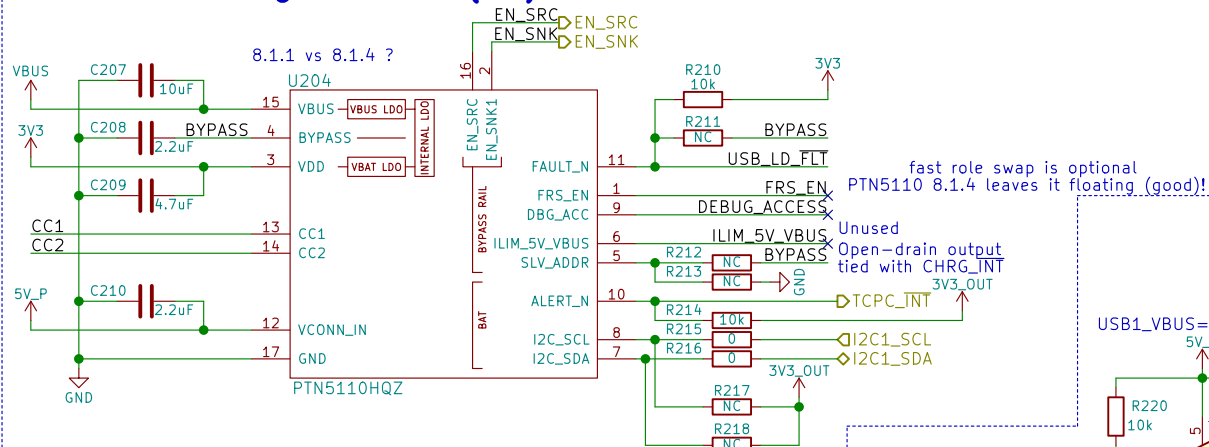 EN_SRC
EN_SRC
EN_SNK
EN_SNK
8.1.1 vs 8.1.4 ?
VBUS
C207
10uF
U204
16
2
R210
10k
3V3
15
VBUS
VBUS LDO
INTERNAL LDO
EN_SRC
EN_SNK1
3V3
C208
2.2uF
BYPASS
4
BYPASS
R211
NC
BYPASS
3
VDD
VBAT LDO
FAULT_N
11
USB_LD_FLT
fast role swap is optional
PTN5110 8.1.4 leaves it floating (good)!
C209
4.7uF
FRS_EN
1
FRS_EN
DBG_ACC
9
DEBUG_ACCESS
BYPASS RAIL
CC1
13
CC1
CC2
14
CC2
ILIM_5V_VBUS
6
ILIM_5V_VBUS
Unused
SLV_ADDR
5
R212
NC
BYPASS
Open-drain output
tied with CHRG_INT
R213
NC
GND
5V_P
C210
2.2uF
BAT
ALERT_N
10
TCPC_INT
3V3_OUT
R214
10k
12
VCONN_IN
I2C_SCL
8
R215
0
I2C1_SCL
17
GND
I2C_SDA
7
R216
0
I2C1_SDA
PTN5110HQZ
GND
3V3_OUT
R217
NC
R218
NC
USB1_VBUS=
5V_
R220
10k
5